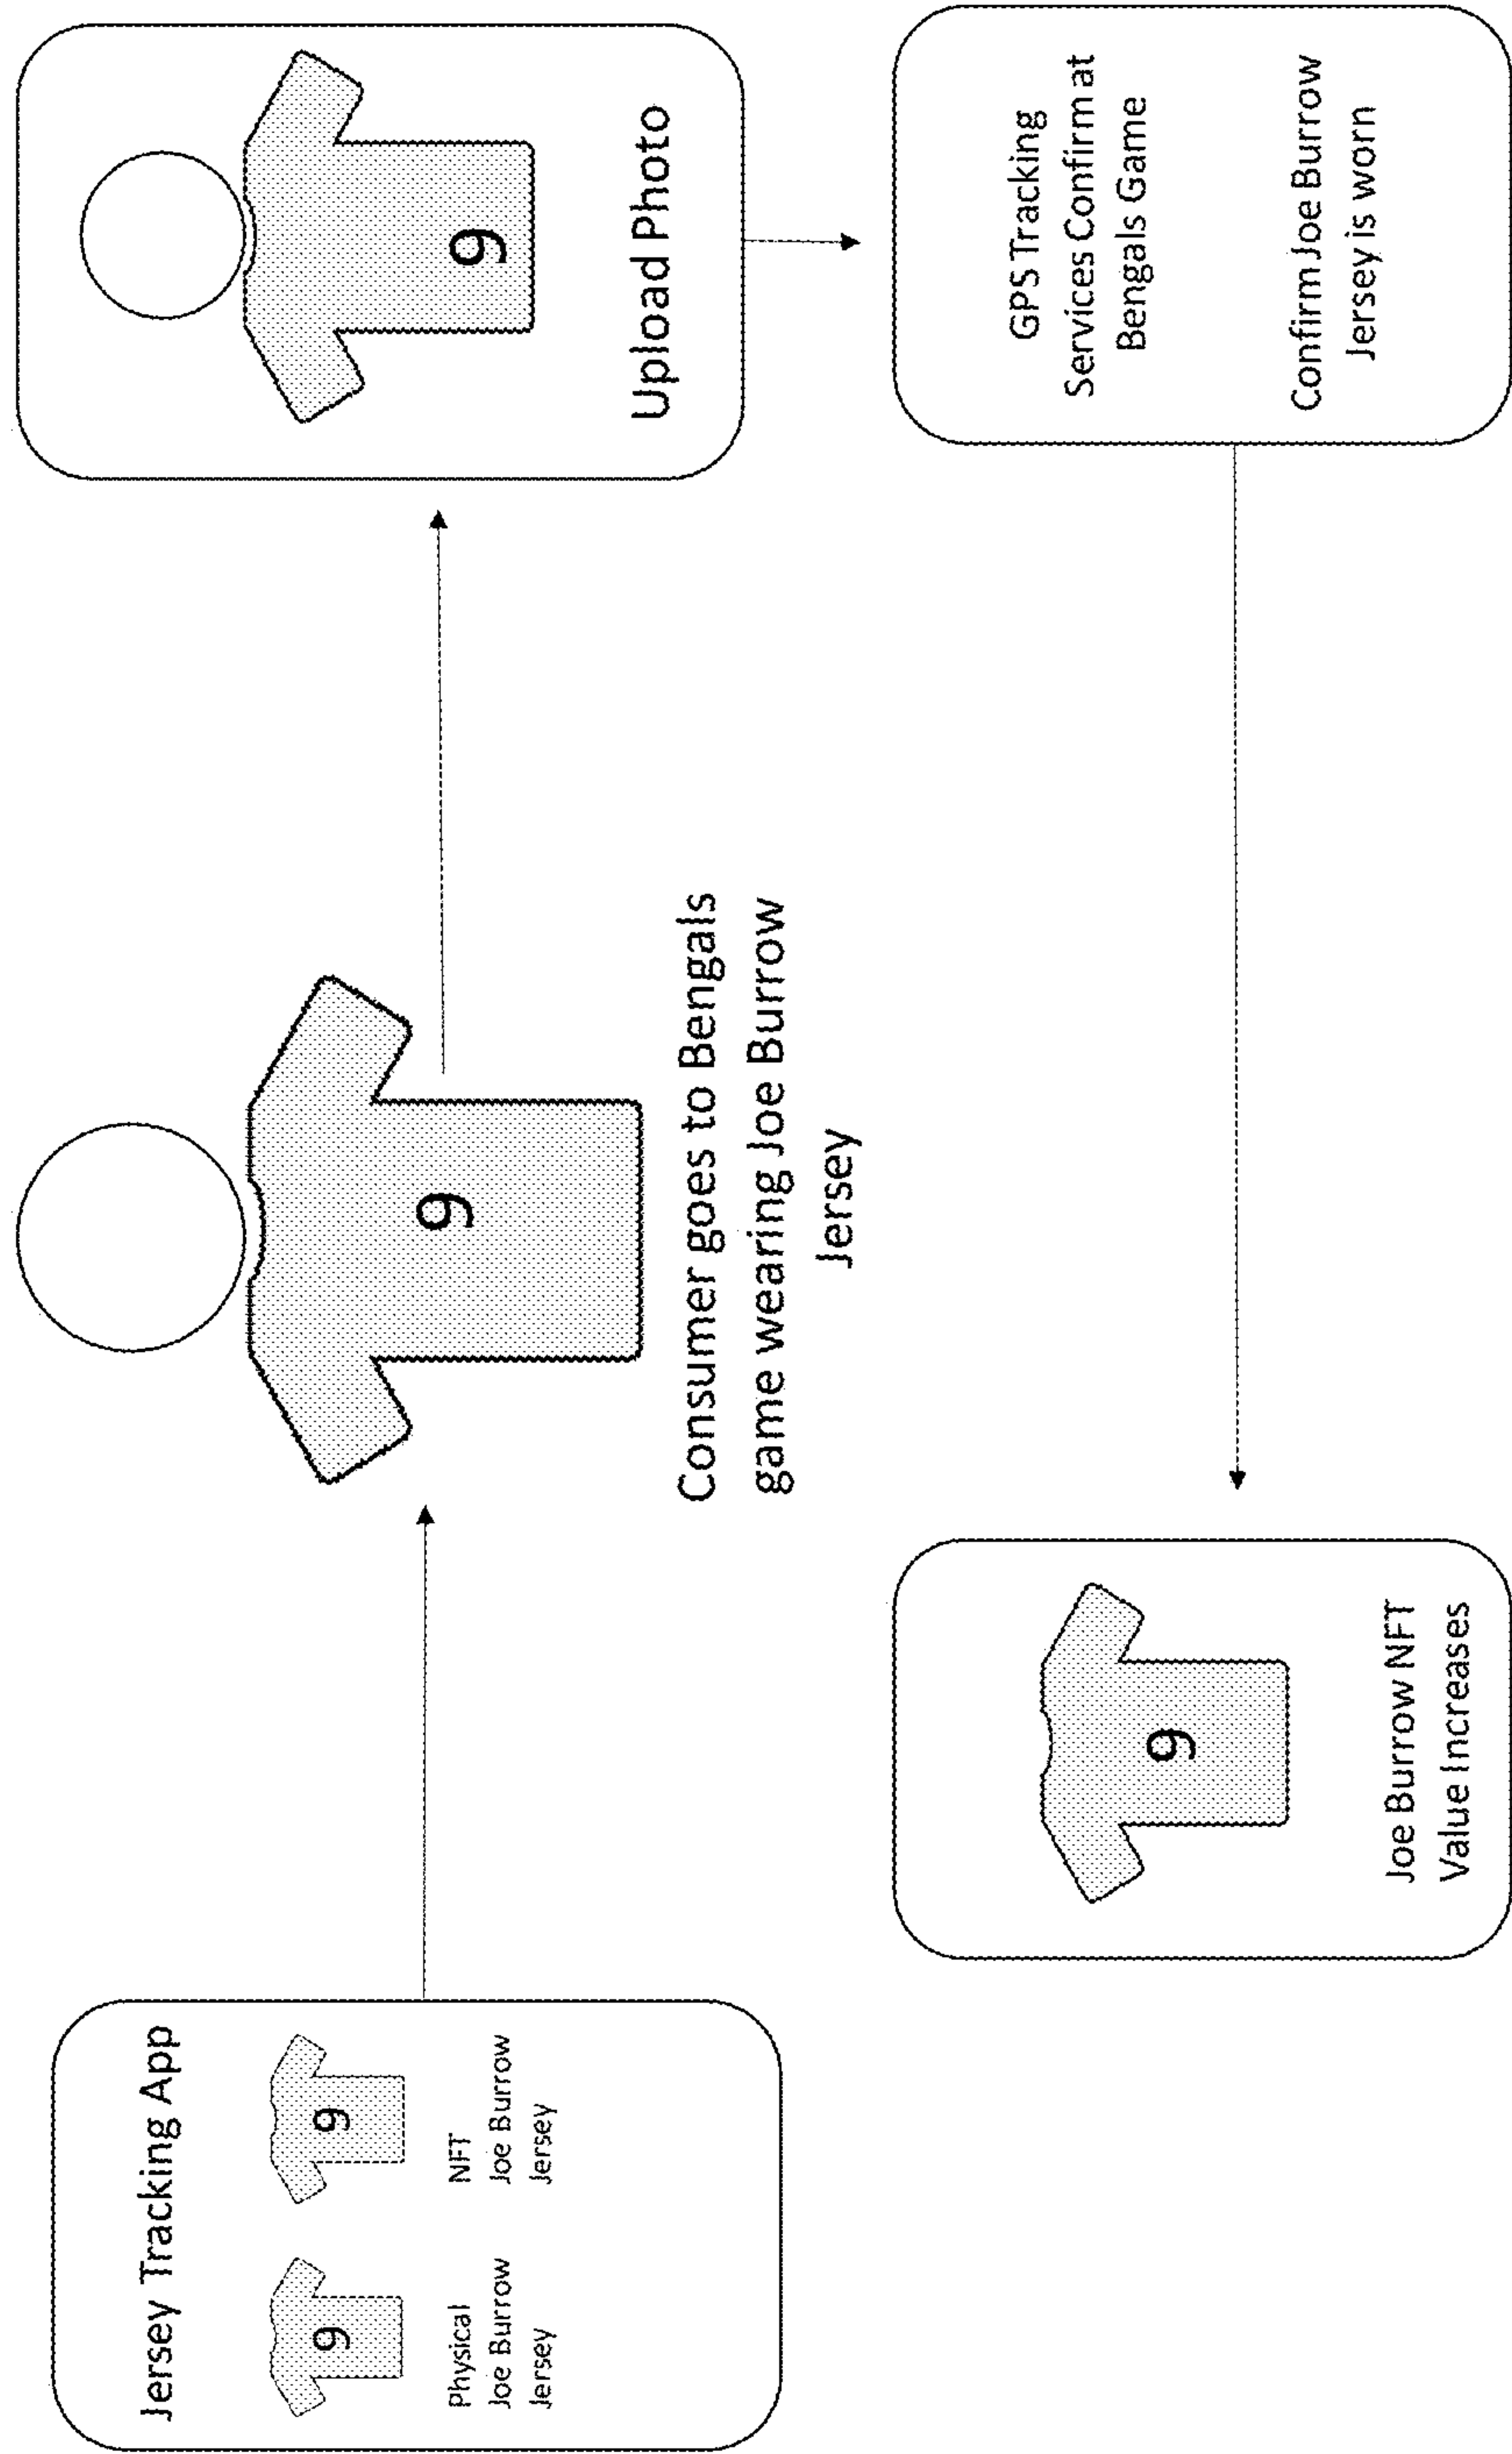 Jersey Tracking App
9
9
Physical
Joe Burrow
Jersey
NFT
Joe Burrow
Jersey
9
Consumer goes to Bengals
game wearing Joe Burrow
Jersey
9
Upload Photo
GPS Tracking
Services Confirm at
Bengals Game
Confirm Joe Burrow
Jersey is worn
9
Joe Burrow NFT
Value Increases